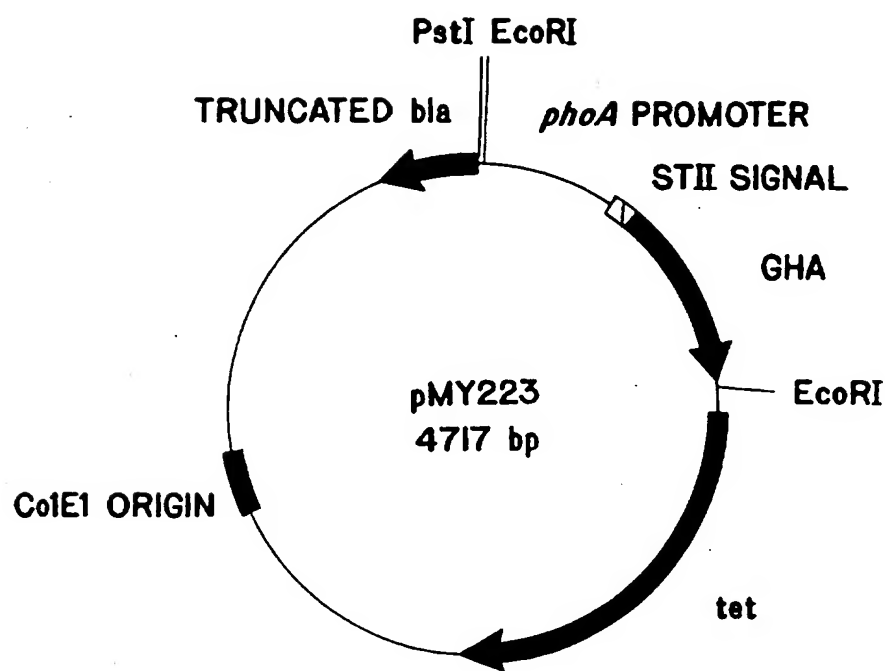 PstI EcoRI
TRUNCATED bla
phoA PROMOTER
STII SIGNAL
GHA
EcoRI
pMY223
4717 bp
ColE1 ORIGIN
tet